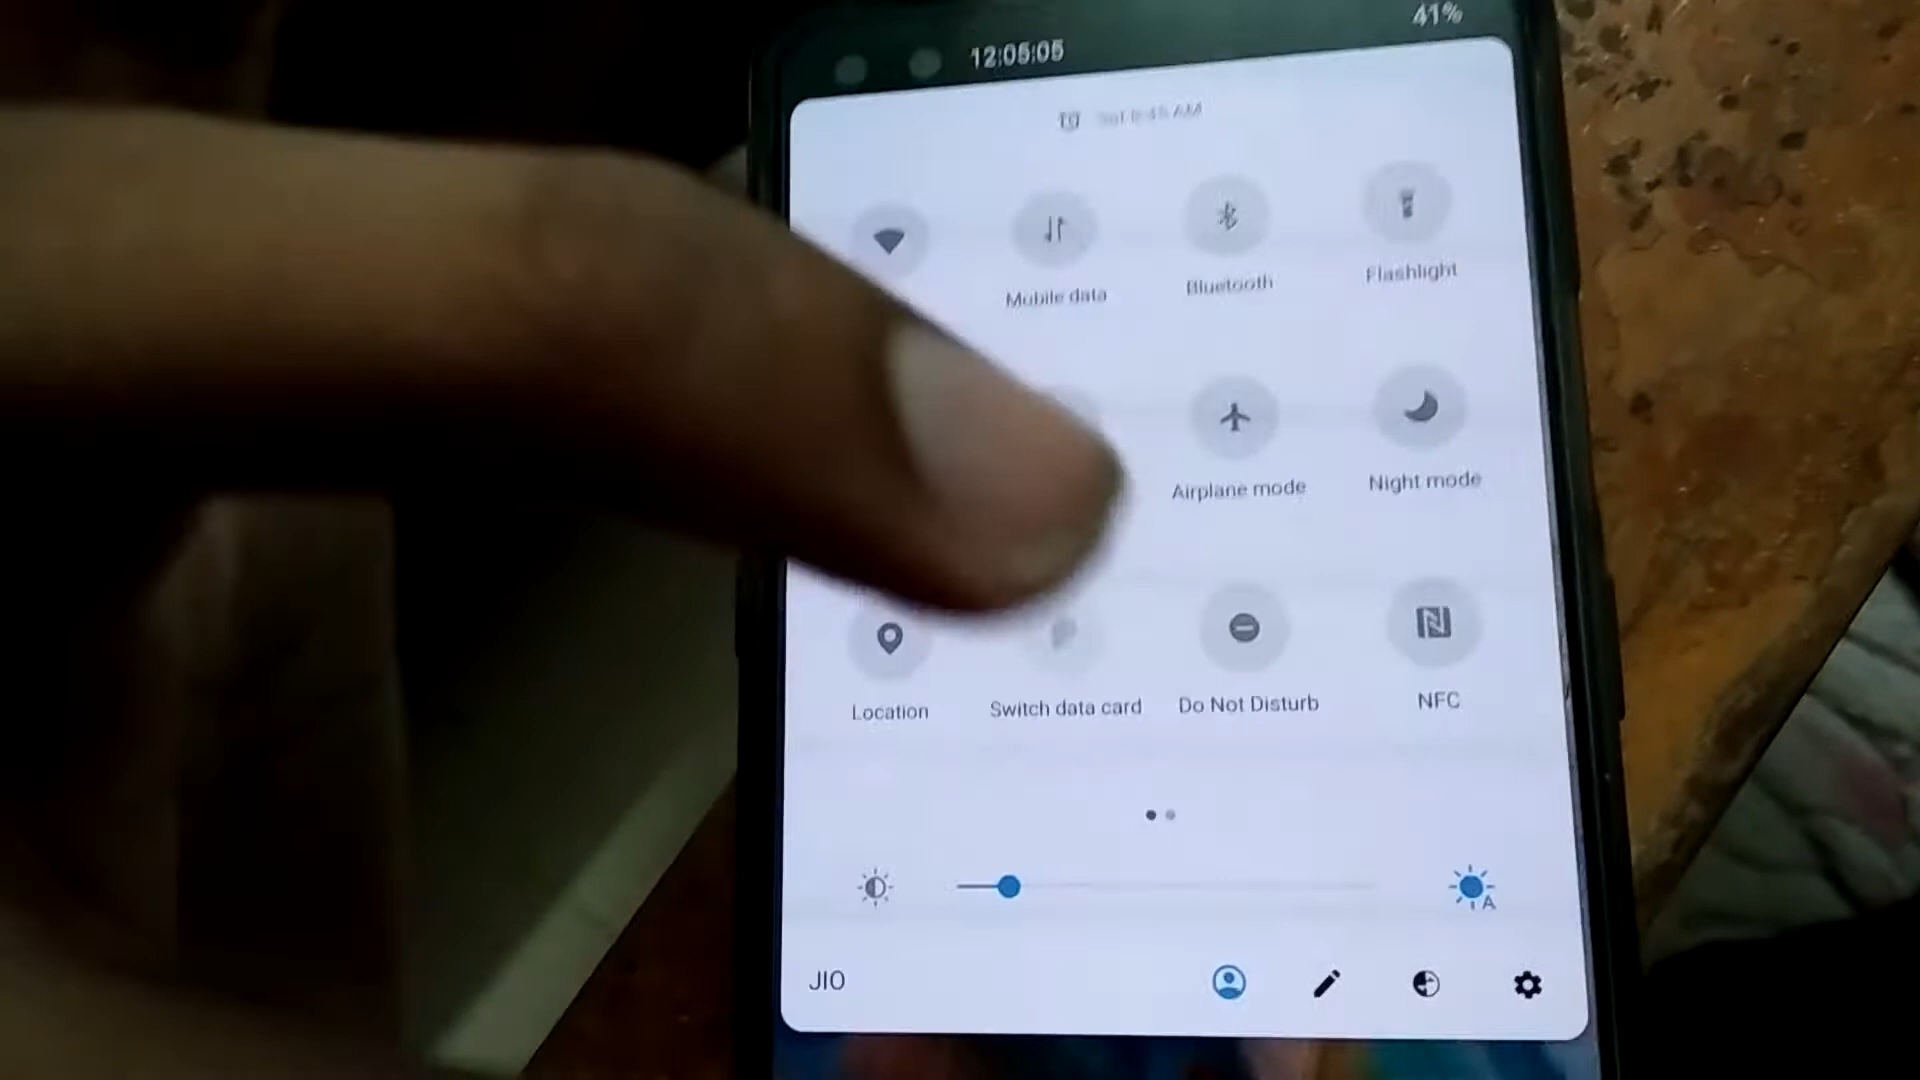 41%
12:05:05
Mobile data
Bluetooth
Flashlight
Airplane mode
Night mode
Location
Switch data card
Do Not Disturb
NFC
A
JIO